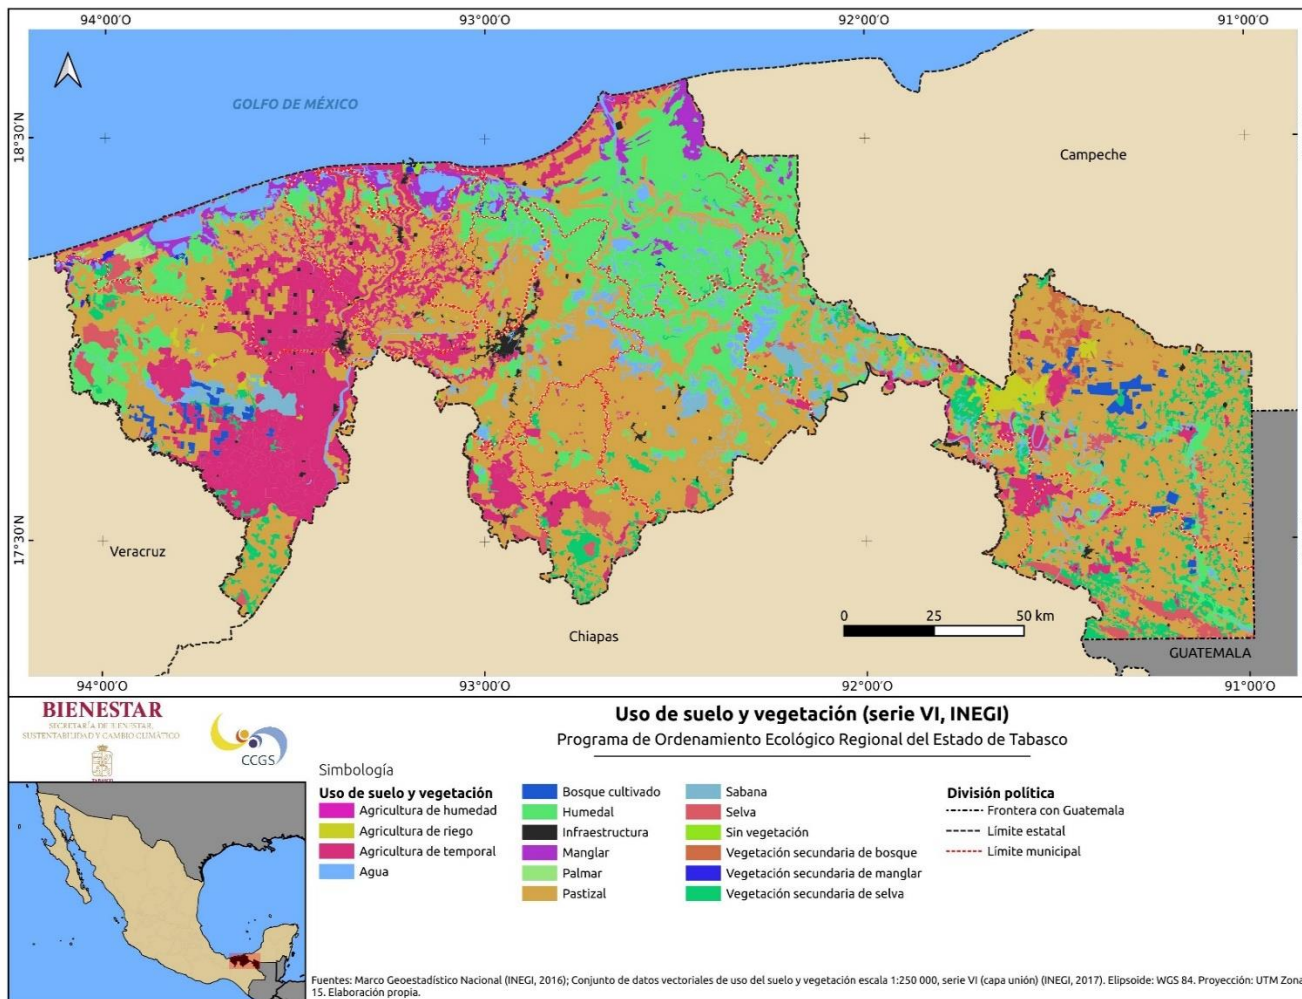 94°00'O 93°00'O 92°00'O 91°00'O
18°30'N
17°30'N
GOLFO DE MÉXICO
Campeche
Veracruz
Chiapas
0 25 50 km
GUATEMALA
94°00'O 93°00'O 92°00'O 91°00'O
BIENESTAR
SECRETARÍA DE BIENESTAR,
SUSTENTABILIDAD Y CAMBIO CLIMÁTICO
CCGS
Uso de suelo y vegetación (serie VI, INEGI)
Programa de Ordenamiento Ecológico Regional del Estado de Tabasco
Simbología
Uso de suelo y vegetación
Agricultura de humedad
Agricultura de riego
Agricultura de temporal
Agua
Bosque cultivado
Humedal
Infraestructura
Manglar
Palmar
Pastizal
Sabana
Selva
Sin vegetación
Vegetación secundaria de bosque
Vegetación secundaria de manglar
Vegetación secundaria de selva
División política
Frontera con Guatemala
Límite estatal
Límite municipal
Fuentes: Marco Geoestadístico Nacional (INEGI, 2016); Conjunto de datos vectoriales de uso del suelo y vegetación escala 1:250 000, serie VI (capa unión) (INEGI, 2017). Elipsoide: WGS 84. Proyección: UTM Zona
15. Elaboración propia.